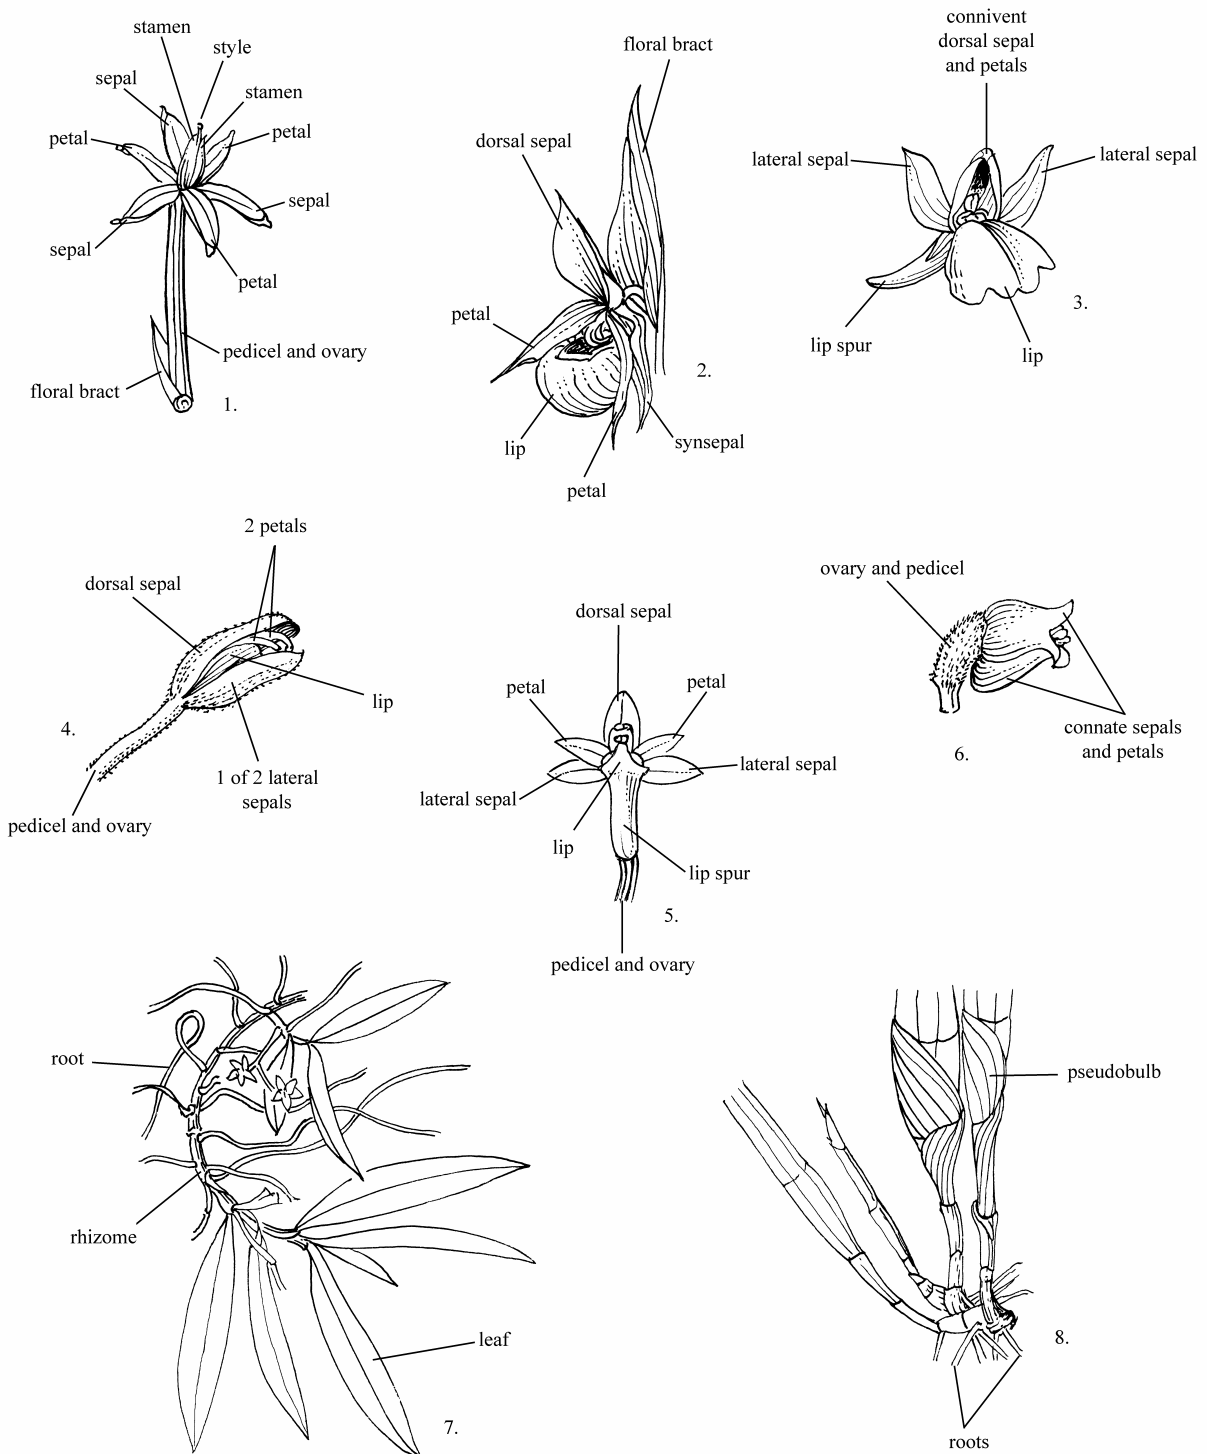 stamen
style
sepal
stamen
petal
petal
sepal
sepal
petal
pedicel and ovary
floral bract
1.
floral bract
dorsal sepal
petal
2.
lip
synsepal
petal
connivent
dorsal sepal
and petals
lateral sepal
lateral sepal
3.
lip spur
lip
2 petals
dorsal sepal
lip
4.
1 of 2 lateral
sepals
pedicel and ovary
dorsal sepal
petal
petal
lateral sepal
lateral sepal
lip
lip spur
5.
pedicel and ovary
ovary and pedicel
connate sepals
and petals
6.
root
rhizome
leaf
7.
pseudobulb
8.
roots